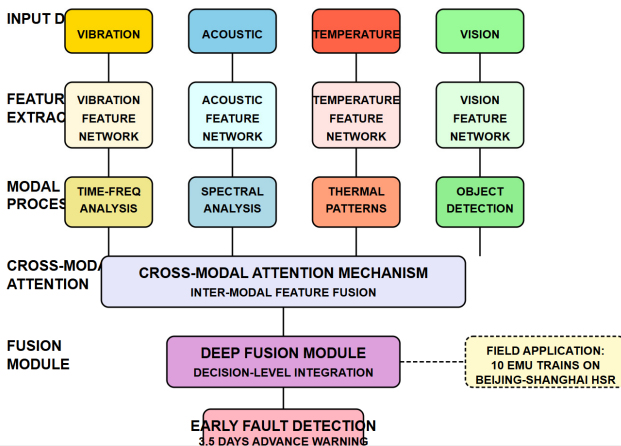 INPUT D
VIBRATION
ACOUSTIC
TEMPERATURE
VISION
FEATUR
EXTRAC
VIBRATION
FEATURE
NETWORK
ACOUSTIC
FEATURE
NETWORK
TEMPERATURE
FEATURE
NETWORK
VISION
FEATURE
NETWORK
MODAL
PROCES
TIME-FREQ
ANALYSIS
SPECTRAL
ANALYSIS
THERMAL
PATTERNS
OBJECT
DETECTION
CROSS-MODA
ATTENTION
CROSS-MODAL ATTENTION MECHANISM
INTER-MODAL FEATURE FUSION
FUSION
MODULE
DEEP FUSION MODULE
DECISION-LEVEL INTEGRATION
FIELD APPLICATION:
10 EMU TRAINS ON
BEIJING-SHANGHAI HSR
EARLY FAULT DETECTION
3.5 DAYS ADVANCE WARNING